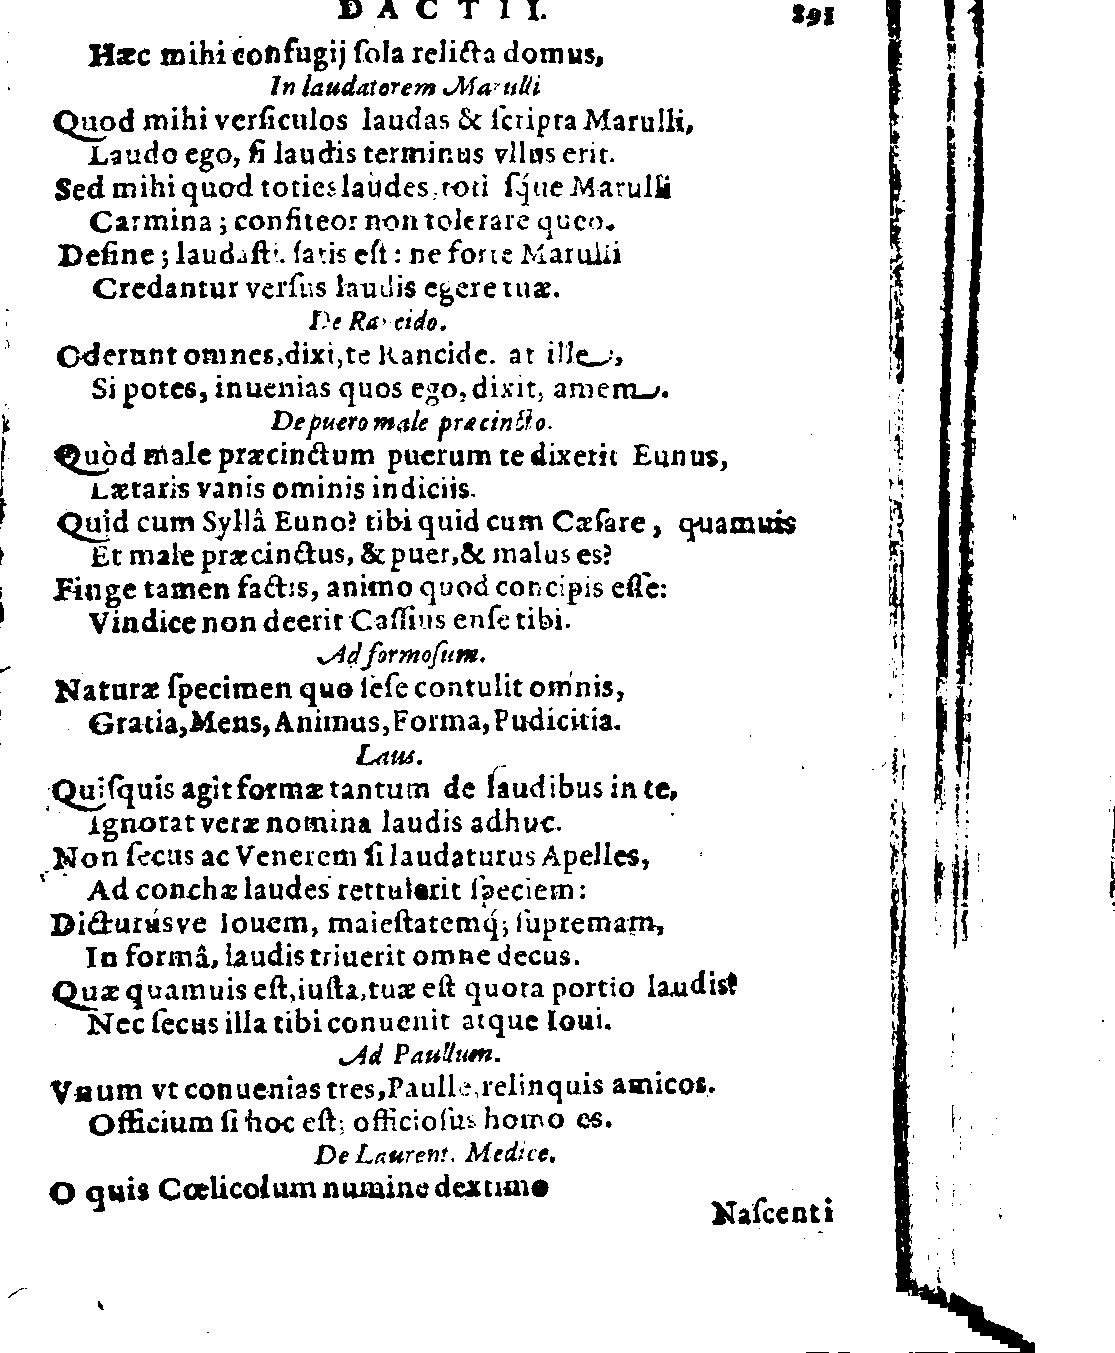 DACTII. 891
Hæc mihi confugij ſola relicta domus,
In laudatorem Marulli
Quod mihi verſiculos laudas & ſcripta Marulli,
Laudo ego, ſi laudis terminus vllus erit.
Sed mihi quod toties laudes, toti ſq́ue Marulli
Carmina; confiteor non tolerare queo.
Deſine; laudaſti. ſatis eſt: ne forte Marulli
Credantur verſus laudis egere tuæ.
De Rancido.
Oderunt omnes, dixi, te Rancide. at ille,
Si potes, inuenias quos ego, dixit, amem.
De puero male præcincto.
Quòd male præcinctum puerum te dixerit Eunus,
Lætaris vanis ominis indiciis.
Quid cum Syllâ Euno? tibi quid cum Cæſare, quamuis
Et male præcinctus, & puer, & malus es?
Finge tamen factis, animo quod concipis eſſe:
Vindice non deerit Caſſius enſe tibi.
Ad formoſum.
Naturæ ſpecimen quo ſeſe contulit omnis,
Gratia, Mens, Animus, Forma, Pudicitia.
Laus.
Quiſquis agit formæ tantum de laudibus in te,
Ignorat veræ nomina laudis adhuc.
Non ſecus ac Venerem ſi laudaturus Apelles,
Ad conchæ laudes rettulerit ſpeciem:
Dicturusve Iouem, maieſtatemq́; ſupremam,
In formâ, laudis triuerit omne decus.
Quæ quamuis eſt, iuſta, tuæ eſt quota portio laudis?
Nec ſecus illa tibi conuenit atque Ioui.
Ad Paullum.
Vnum vt conuenias tres, Paulle, relinquis amicos.
Officium ſi hoc eſt; officioſus homo es.
De Laurent. Medice.
O quis Cœlicolum numine dextimo
Naſcenti